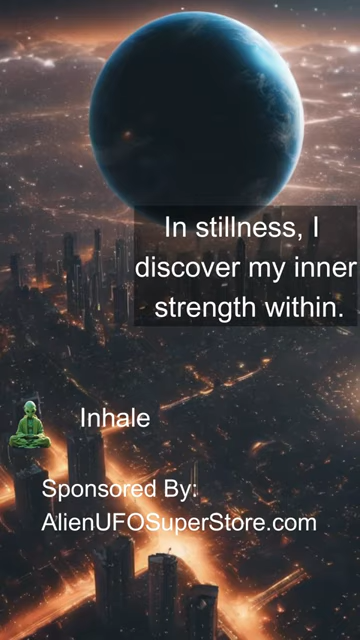 In stillness, I
discover my inner
strength within.
Inhale
Sponsored By:
AlienUFOSuperStore.com